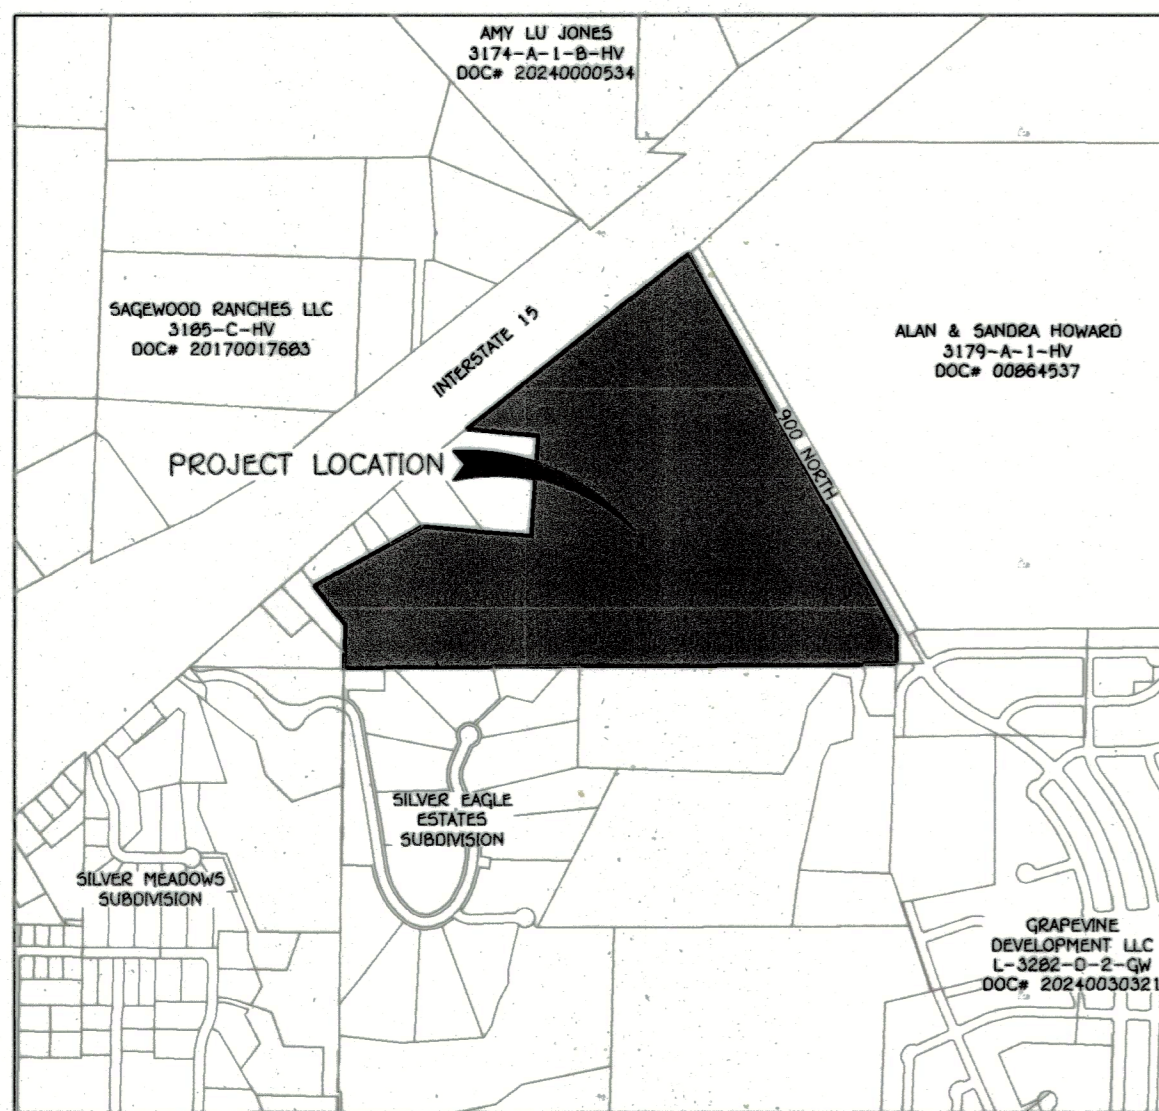 AMY LU JONES
3174-A-1-B-HV
DOC# 20240000534
SAGEWOOD RANCHES LLC
3185-C-HV
DOC# 20170017683
INTERSTATE 15
ALAN & SANDRA HOWARD
3179-A-1-HV
DOC# 00864537
PROJECT LOCATION
900 NORTH
SILVER EAGLE
ESTATES
SUBDIVISION
SILVER MEADOWS
SUBDIVISION
GRAPEVINE
DEVELOPMENT LLC
L-3282-D-2-GW
DOC# 20240030321